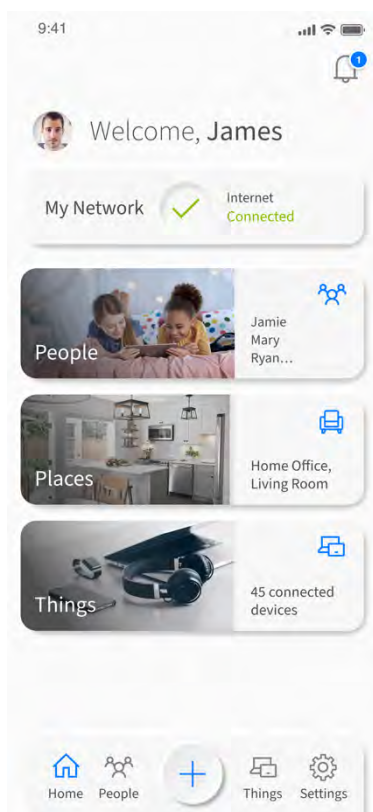 9:41
1
Welcome, James
My Network
Internet
Connected
People
Jamie
Mary
Ryan...
Places
Home Office,
Living Room
Things
45 connected
devices
Home
People
Things
Settings